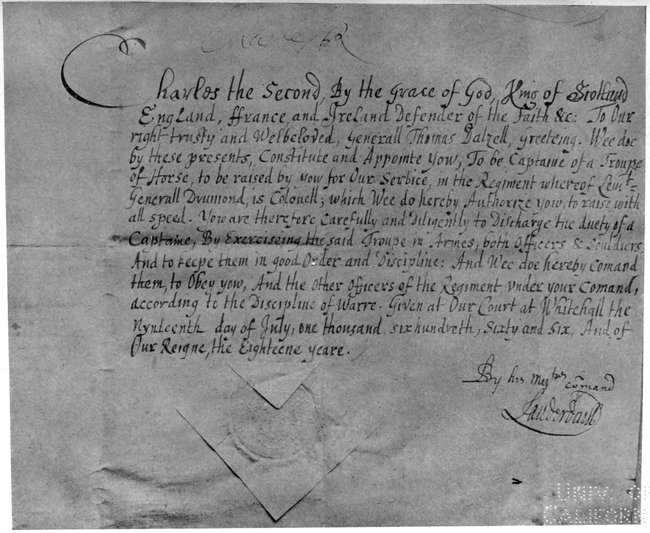 Charles R
Charles the Second, By the Grace of God, King of Scotland
England, ffrance, and Ireland Defender of the Faith &c: To Our
right trusty and Welbeloved, Generall Thomas Dalzell, Greeteing. Wee doe
by these presents, Constitute and Appointe yow, To be Captaine of a Troupe
of Horse, to be raised by yow for Our Service, in the Regiment whereof Leivt-
Generall Drumond, is Colonell; which Wee do hereby Authorize yow, to raise with
all speed. You are therefore carefully and Diligently to Discharge the duety of a
Captaine, By Exerciseing the said Troupe in Armes, both Officers & Souldiers,
And to keepe them in good Order and Discipline: And Wee doe hereby Comand
them, to Obey yow, And the other Officers of the Regiment vnder your Comand,
according to the Discipline of Warre. Given at Our Court at Whitehall the
Nynteenth day of July, one thousand sixhundreth, Sixty and Six. And of
Our Reigne, the Eighteene yeare.
By his Maj:ties comand
Lauderdaill
UNIV. OF
CALIFORN